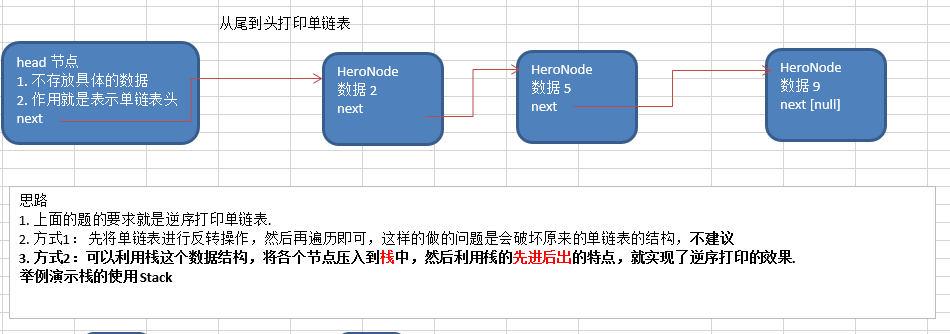 从尾到头打印单链表
head 节点
1. 不存放具体的数据
2. 作用就是表示单链表头
next
HeroNode
数据 2
next
HeroNode
数据 5
next
HeroNode
数据 9
next [null]
思路
1. 上面的题的要求就是逆序打印单链表.
2. 方式1： 先将单链表进行反转操作，然后再遍历即可，这样的做的问题是会破坏原来的单链表的结构，不建议
3. 方式2：可以利用栈这个数据结构，将各个节点压入到栈中，然后利用栈的先进后出的特点，就实现了逆序打印的效果.
举例演示栈的使用 Stack